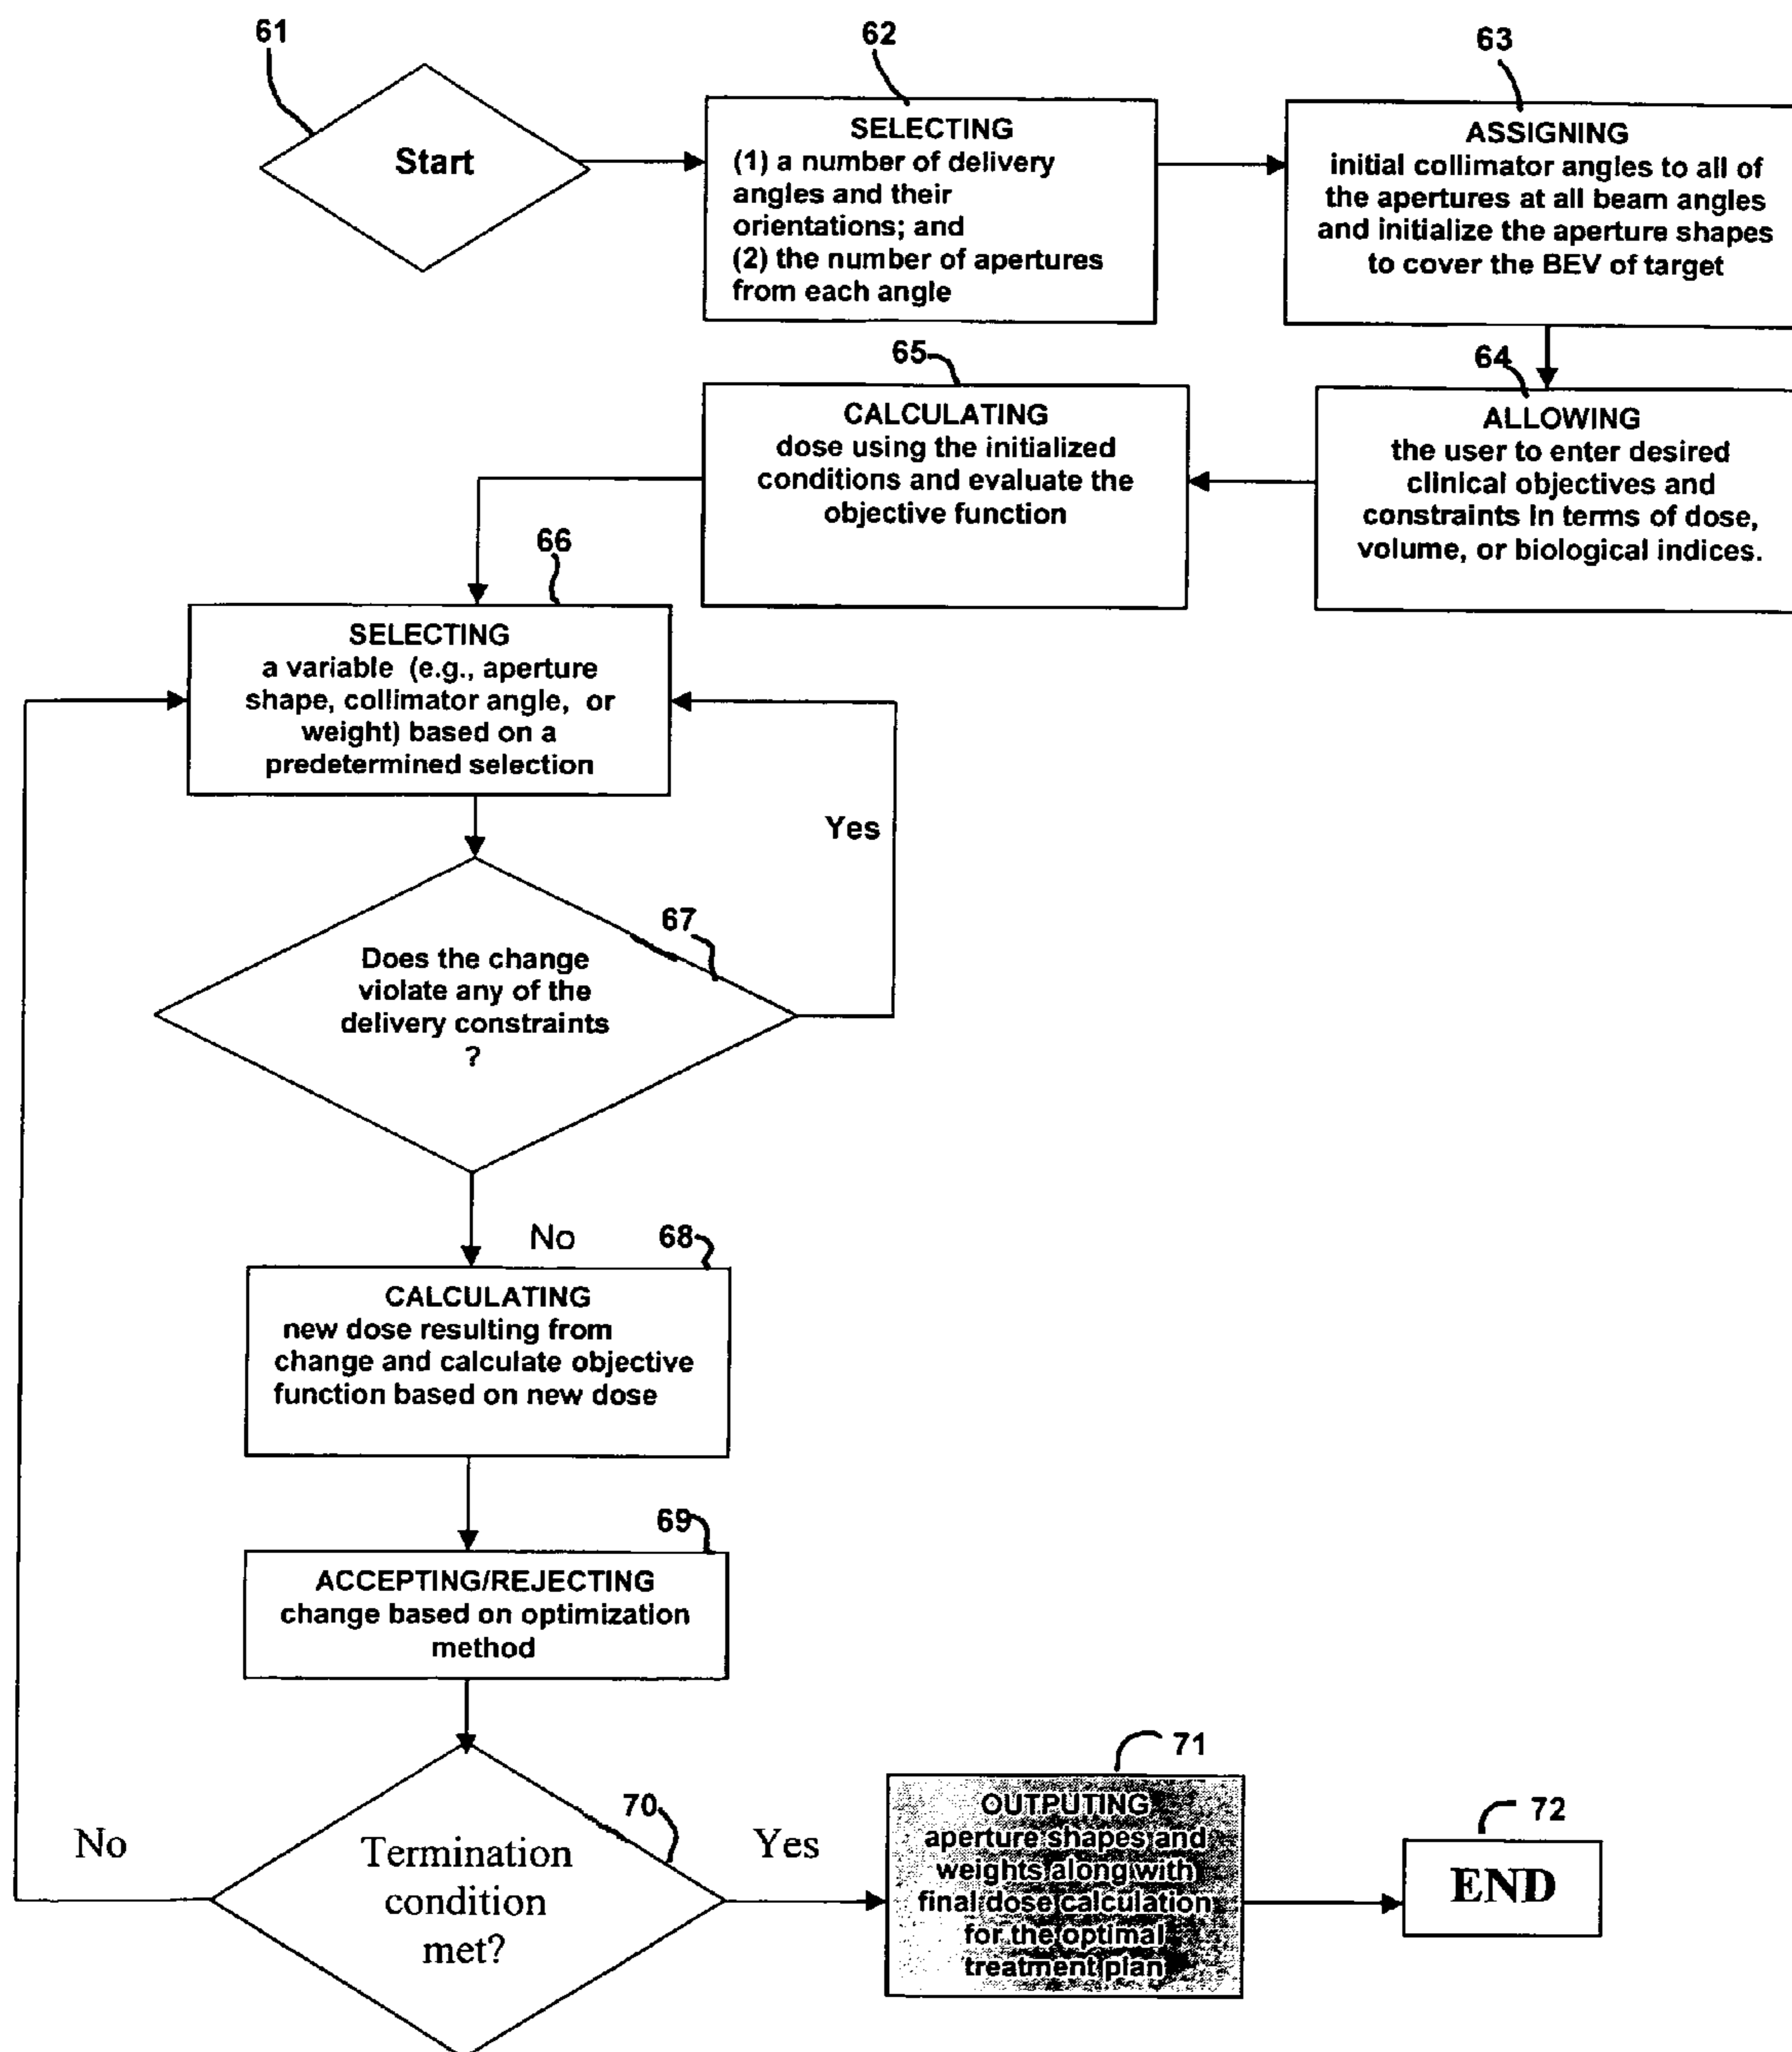 61
Start
62
SELECTING
(1) a number of delivery
angles and their
orientations; and
(2) the number of apertures
from each angle
63
ASSIGNING
initial collimator angles to all of
the apertures at all beam angles
and initialize the aperture shapes
to cover the BEV of target
64
ALLOWING
the user to enter desired
clinical objectives and
constraints in terms of dose,
volume, or biological indices.
65
CALCULATING
dose using the initialized
conditions and evaluate the
objective function
66
SELECTING
a variable (e.g., aperture
shape, collimator angle, or
weight) based on a
predetermined selection
Yes
67
Does the change
violate any of the
delivery constraints
?
No
68
CALCULATING
new dose resulting from
change and calculate objective
function based on new dose
69
ACCEPTING/REJECTING
change based on optimization
method
70
Termination
condition
met?
No
Yes
71
OUTPUTING
aperture shapes and
weights along with
final dose calculation
for the optimal
treatment plan
72
END